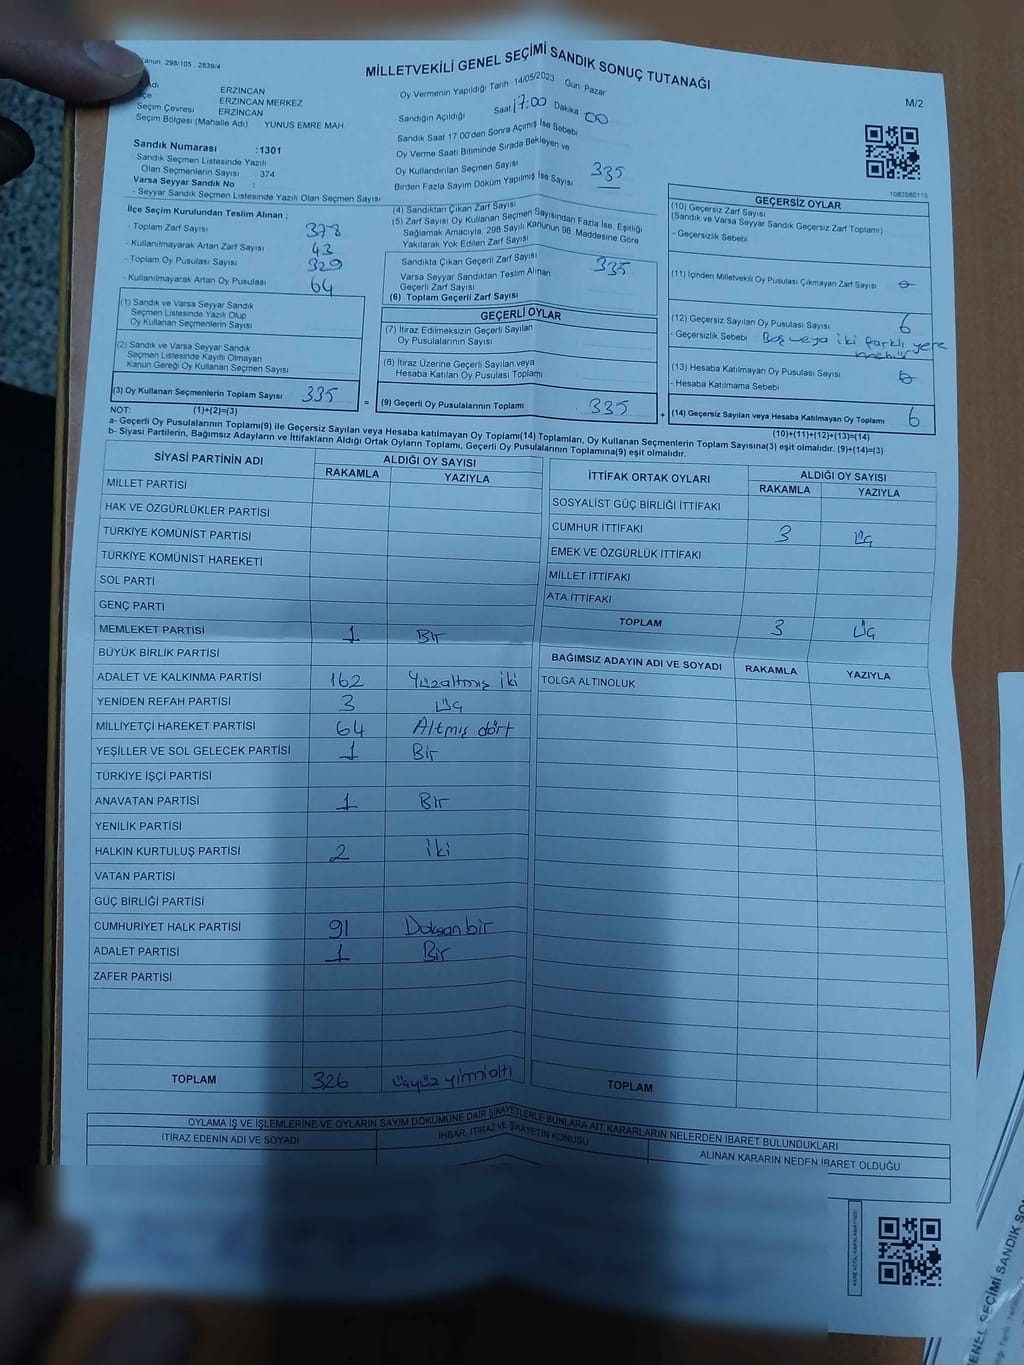 Kanun 298/105 2839/4
MİLLETVEKİLİ GENEL SEÇİMİ SANDIK SONUÇ TUTANAĞI
M/2
Adı ERZİNCAN
İlçe ERZİNCAN MERKEZ
Seçim Çevresi ERZİNCAN
Seçim Bölgesi (Mahalle Adı) YUNUS EMRE MAH
Sandık Numarası :1301
- Sandık Seçmen Listesinde Yazılı
Olan Seçmenlerin Sayısı : 374
Varsa Seyyar Sandık No :
- Seyyar Sandık Seçmen Listesinde Yazılı Olan Seçmen Sayısı
Oy Vermenin Yapıldığı Tarih 14/05/2023 Gün Pazar
Sandığın Açıldığı Saat 17:00 Dakika 00
Sandık Saat 17.00'den Sonra Açılmış İse Sebebi
Oy Verme Saati Bitiminde Sırada Bekleyen ve
Oy Kullandırılan Seçmen Sayısı 335
Birden Fazla Sayım Döküm Yapılmış İse Sayısı
1083580115
İlçe Seçim Kurulundan Teslim Alınan ;
- Toplam Zarf Sayısı 378
- Kullanılmayarak Artan Zarf Sayısı 43
- Toplam Oy Pusulası Sayısı 329
- Kullanılmayarak Artan Oy Pusulası 64
(1) Sandık ve Varsa Seyyar Sandık
Seçmen Listesinde Yazılı Olup
Oy Kullanan Seçmenlerin Sayısı
(2) Sandık ve Varsa Seyyar Sandık
Seçmen Listesinde Kayıtlı Olmayan
Kanun Gereği Oy Kullanan Seçmen Sayısı
(3) Oy Kullanan Seçmenlerin Toplam Sayısı 335
(1)+(2)=(3)
(4) Sandıktan Çıkan Zarf Sayısı
(5) Zarf Sayısı Oy Kullanan Seçmen Sayısından Fazla İse, Eşitliği
Sağlamak Amacıyla, 298 Sayılı Kanunun 98. Maddesine Göre
Yakılarak Yok Edilen Zarf Sayısı
Sandıkta Çıkan Geçerli Zarf Sayısı 335
Varsa Seyyar Sandıktan Teslim Alınan
Geçerli Zarf Sayısı
(6) Toplam Geçerli Zarf Sayısı
GEÇERLİ OYLAR
(7) İtiraz Edilmeksizin Geçerli Sayılan
Oy Pusulalarının Sayısı
(8) İtiraz Üzerine Geçerli Sayılan veya
Hesaba Katılan Oy Pusulası Toplamı
= (9) Geçerli Oy Pusulalarının Toplamı 335
GEÇERSİZ OYLAR
(10) Geçersiz Zarf Sayısı
(Sandık ve Varsa Seyyar Sandık Geçersiz Zarf Toplamı)
- Geçersizlik Sebebi
(11) İçinden Milletvekili Oy Pusulası Çıkmayan Zarf Sayısı 0
(12) Geçersiz Sayılan Oy Pusulası Sayısı 6
- Geçersizlik Sebebi Boş veya iki farklı yere
mühür
(13) Hesaba Katılmayan Oy Pusulası Sayısı 0
- Hesaba Katılmama Sebebi
+ (14) Geçersiz Sayılan veya Hesaba Katılmayan Oy Toplamı 6
(10)+(11)+(12)+(13)=(14)
NOT:
a- Geçerli Oy Pusulalarının Toplamı(9) ile Geçersiz Sayılan veya Hesaba katılmayan Oy Toplamı(14) Toplamları, Oy Kullanan Seçmenlerin Toplam Sayısına(3) eşit olmalıdır. (9)+(14)=(3)
b- Siyasi Partilerin, Bağımsız Adayların ve İttifakların Aldığı Ortak Oyların Toplamı, Geçerli Oy Pusulalarının Toplamına(9) eşit olmalıdır.
SİYASİ PARTİNİN ADI ALDIĞI OY SAYISI
RAKAMLA YAZIYLA
MİLLET PARTİSİ
HAK VE ÖZGÜRLÜKLER PARTİSİ
TÜRKİYE KOMÜNİST PARTİSİ
TÜRKİYE KOMÜNİST HAREKETİ
SOL PARTİ
GENÇ PARTİ
MEMLEKET PARTİSİ 1 Bir
BÜYÜK BİRLİK PARTİSİ
ADALET VE KALKINMA PARTİSİ 162 Yüzaltmış iki
YENİDEN REFAH PARTİSİ 3 Üç
MİLLİYETÇİ HAREKET PARTİSİ 64 Altmış dört
YEŞİLLER VE SOL GELECEK PARTİSİ 1 Bir
TÜRKİYE İŞÇİ PARTİSİ
ANAVATAN PARTİSİ 1 Bir
YENİLİK PARTİSİ
HALKIN KURTULUŞ PARTİSİ 2 iki
VATAN PARTİSİ
GÜÇ BİRLİĞİ PARTİSİ
CUMHURİYET HALK PARTİSİ 91 Doksanbir
ADALET PARTİSİ 1 Bir
ZAFER PARTİSİ
TOPLAM 326 üçyüz yirmialtı
İTTİFAK ORTAK OYLARI ALDIĞI OY SAYISI
RAKAMLA YAZIYLA
SOSYALİST GÜÇ BİRLİĞİ İTTİFAKI
CUMHUR İTTİFAKI 3 Üç
EMEK VE ÖZGÜRLÜK İTTİFAKI
MİLLET İTTİFAKI
ATA İTTİFAKI
TOPLAM 3 Üç
BAĞIMSIZ ADAYIN ADI VE SOYADI RAKAMLA YAZIYLA
TOLGA ALTINOLUK
TOPLAM
OYLAMA İŞ VE İŞLEMLERİNE VE OYLARIN SAYIM DÖKÜMÜNE DAİR ŞİKAYETLERLE BUNLARA AİT KARARLARIN NELERDEN İBARET BULUNDUKLARI
İTİRAZ EDENİN ADI VE SOYADI İHBAR, İTİRAZ VE ŞİKAYETİN KONUSU ALINAN KARARIN NEDEN İBARET OLDUĞU
GENEL SEÇİMİ SANDIK SO